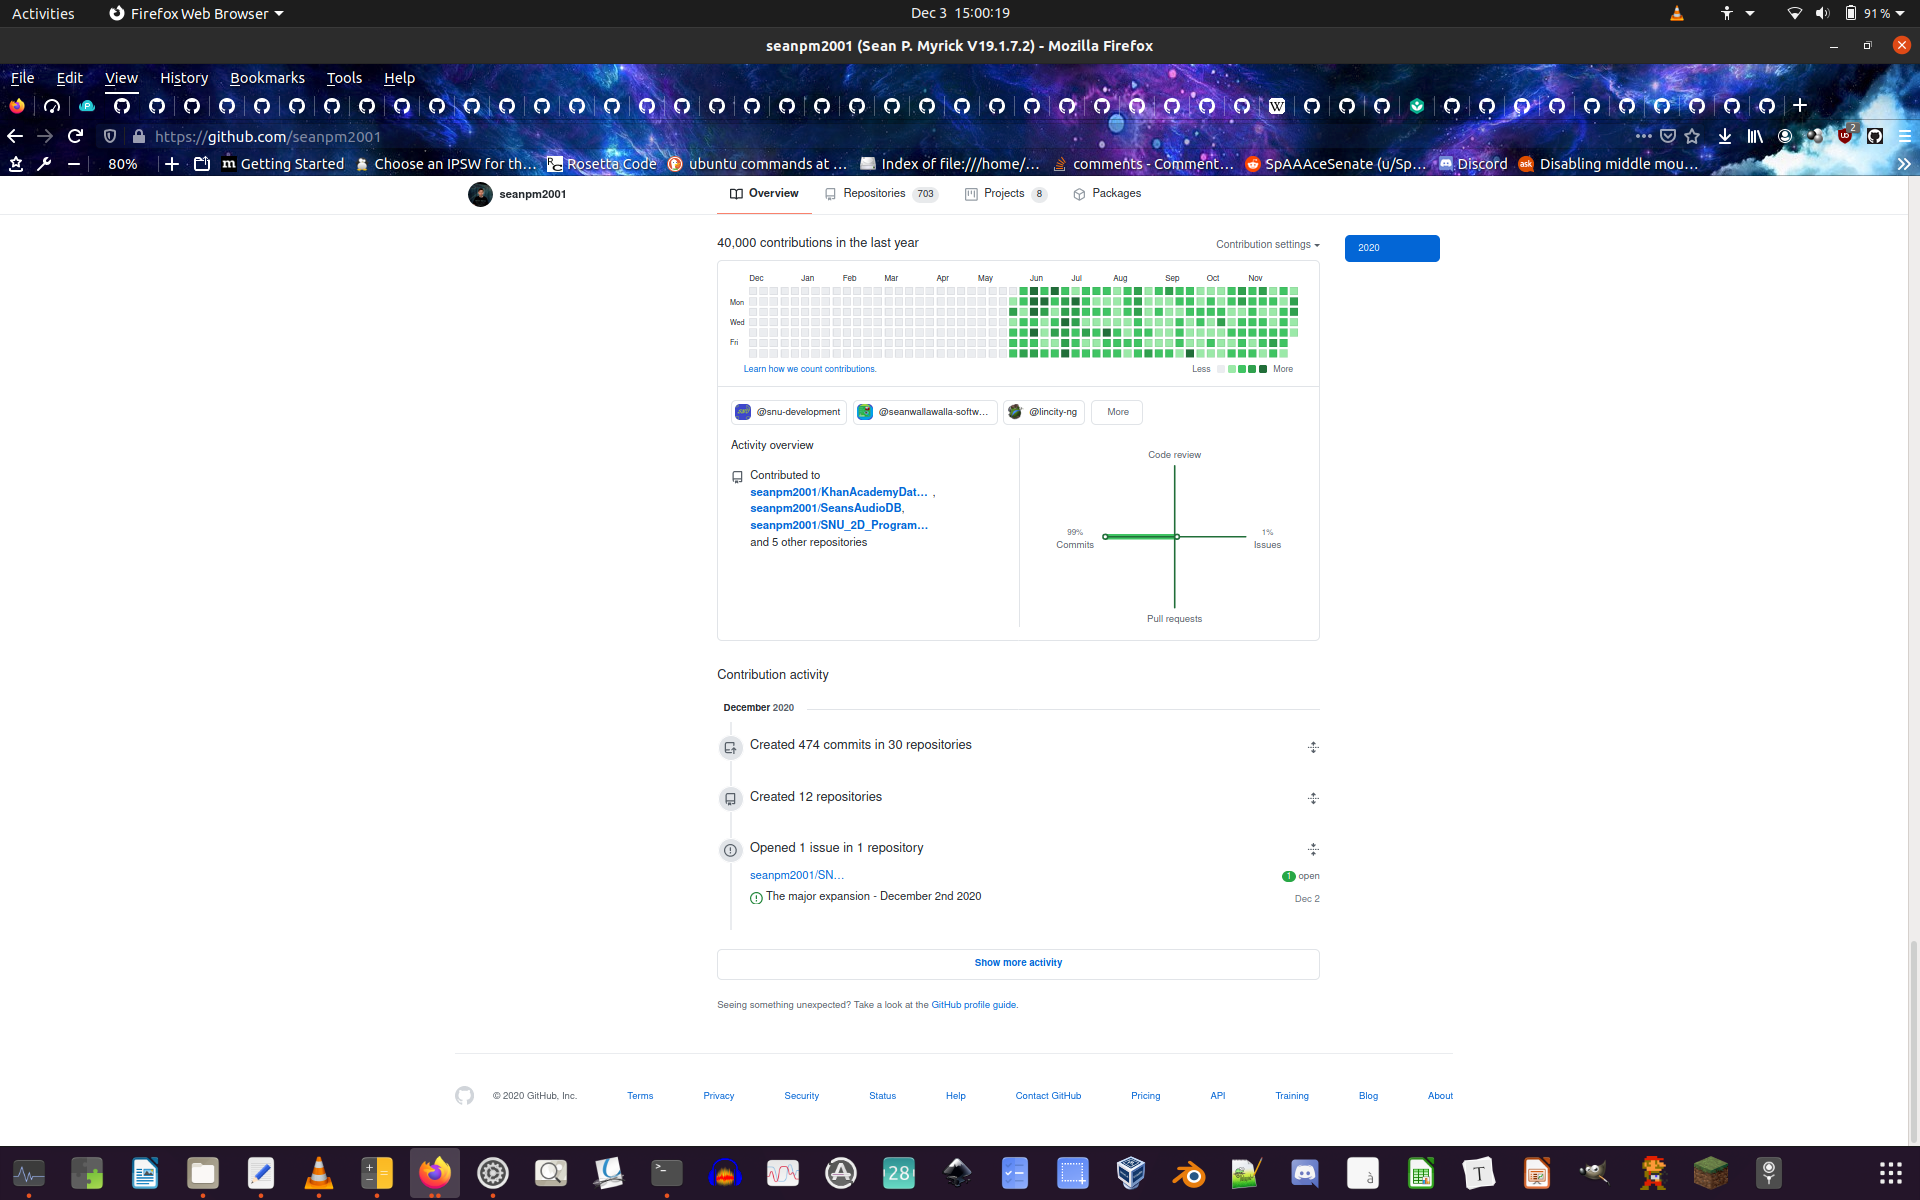 Activities Firefox Web Browser Dec 3 15:00:19 91%
seanpm2001 (Sean P. Myrick V19.1.7.2) - Mozilla Firefox
File Edit View History Bookmarks Tools Help
https://github.com/seanpm2001 2
80% m Getting Started Choose an IPSW for th… Rosetta Code ubuntu commands at … Index of file:///home/… comments - Comment… SpAAAceSenate (u/Sp… Discord ask Disabling middle mou…
seanpm2001 Overview Repositories 703 Projects 8 Packages
40,000 contributions in the last year Contribution settings 2020
Dec Jan Feb Mar Apr May Jun Jul Aug Sep Oct Nov
Mon
Wed
Fri
Learn how we count contributions. Less More
@snu-development @seanwallawalla-softw… @lincity-ng More
Activity overview
Code review
Contributed to
seanpm2001/KhanAcademyDat… ,
seanpm2001/SeansAudioDB,
seanpm2001/SNU_2D_Program…
and 5 other repositories
99% 1%
Commits Issues
Pull requests
Contribution activity
December 2020
Created 474 commits in 30 repositories
Created 12 repositories
Opened 1 issue in 1 repository
seanpm2001/SN… 1 open
The major expansion - December 2nd 2020 Dec 2
Show more activity
Seeing something unexpected? Take a look at the GitHub profile guide.
© 2020 GitHub, Inc. Terms Privacy Security Status Help Contact GitHub Pricing API Training Blog About
28 à T